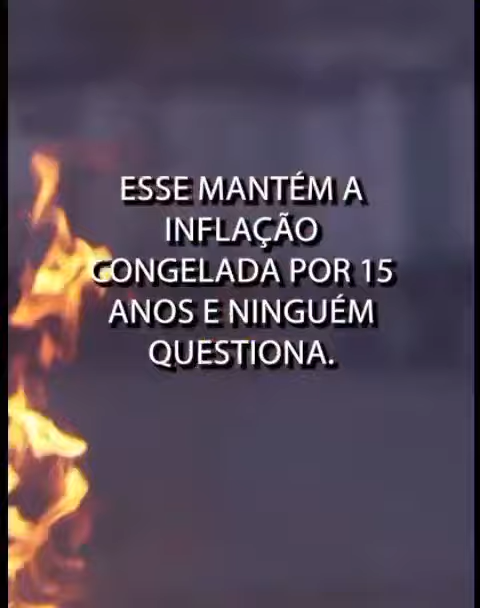 ESSE MANTÉM A
INFLAÇÃO
CONGELADA POR 15
ANOS E NINGUÉM
QUESTIONA.